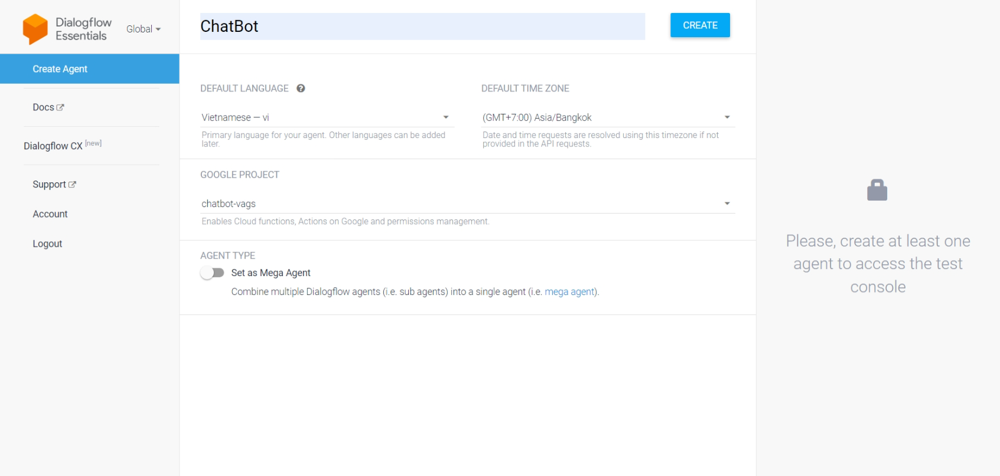 Dialogflow
Essentials
Global
Create Agent
Docs
Dialogflow CX [new]
Support
Account
Logout
ChatBot
CREATE
DEFAULT LANGUAGE ?
DEFAULT TIME ZONE
Vietnamese — vi
(GMT+7:00) Asia/Bangkok
Primary language for your agent. Other languages can be added
later.
Date and time requests are resolved using this timezone if not
provided in the API requests.
GOOGLE PROJECT
chatbot-vags
Enables Cloud functions, Actions on Google and permissions management.
AGENT TYPE
Set as Mega Agent
Combine multiple Dialogflow agents (i.e. sub agents) into a single agent (i.e. mega agent).
Please, create at least one
agent to access the test
console